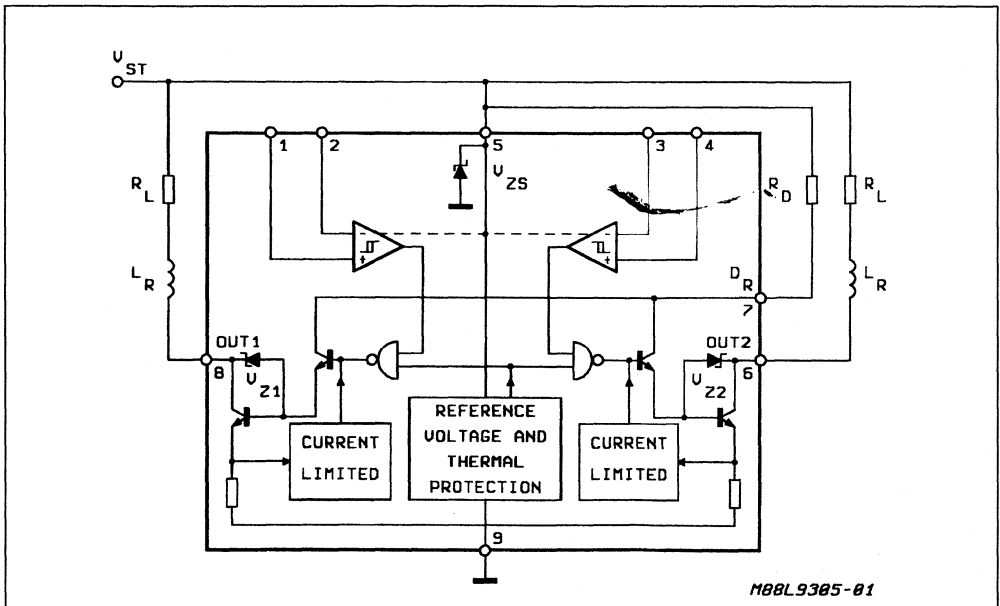 V ST
1 2 5 3 4
V ZS
R L
R D
R L
L R
D R
L R
7
OUT1
OUT2
8
V Z1
V Z2
6
- -
+ +
REFERENCE
VOLTAGE AND
THERMAL
PROTECTION
CURRENT
LIMITED
CURRENT
LIMITED
9
M88L9305-01